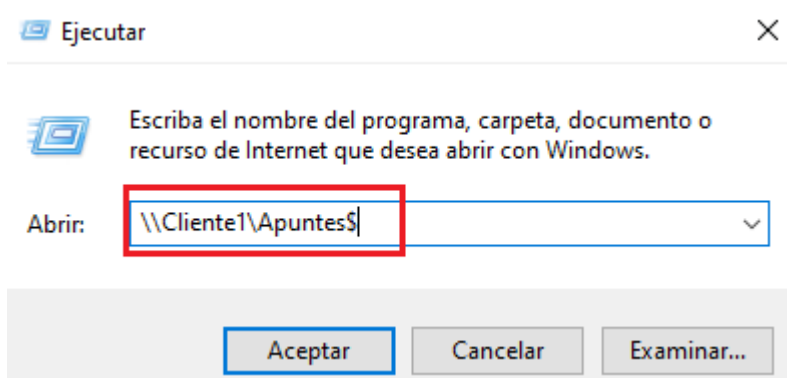 Ejecutar
Escriba el nombre del programa, carpeta, documento o
recurso de Internet que desea abrir con Windows.
Abrir: \\Cliente1\Apuntes$
Aceptar Cancelar Examinar...